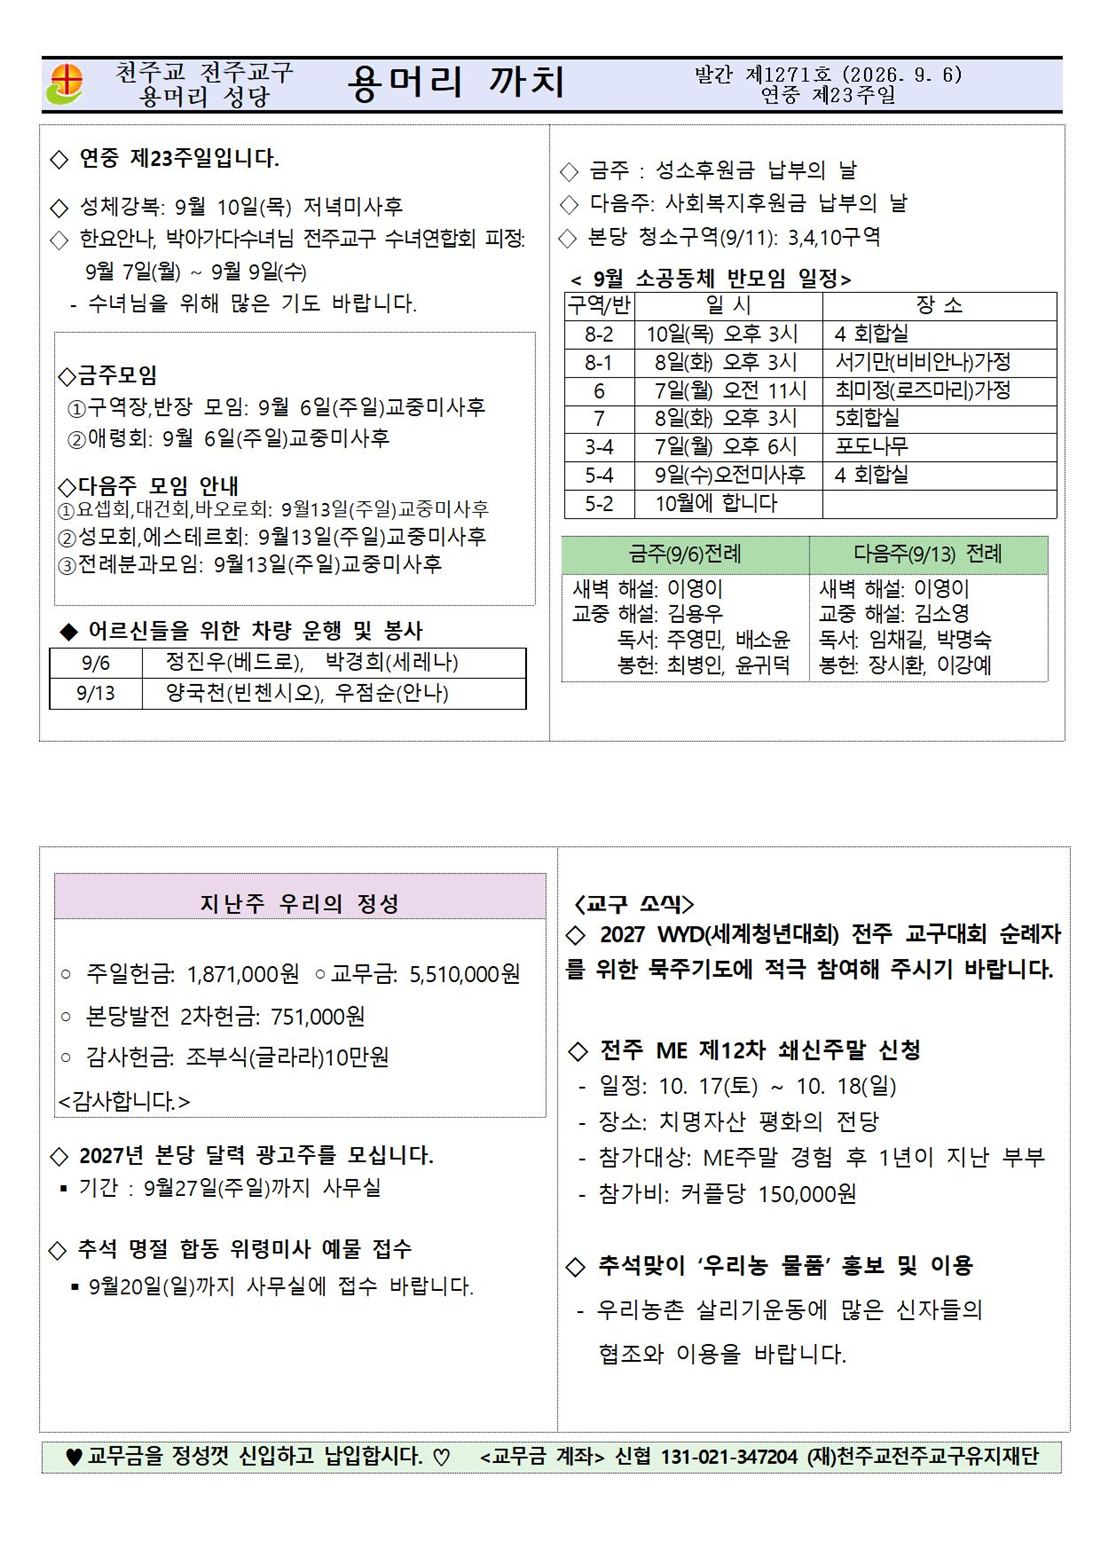 천주교 전주교구
용머리 성당
용머리 까치
발간 제1271호 (2026. 9. 6)
연중 제23주일
◇ 연중 제23주일입니다.
◇ 성체강복: 9월 10일(목) 저녁미사후
◇ 한요안나, 박아가다수녀님 전주교구 수녀연합회 피정:
9월 7일(월) ~ 9월 9일(수)
- 수녀님을 위해 많은 기도 바랍니다.
◇금주모임
①구역장,반장 모임: 9월 6일(주일)교중미사후
②애령회: 9월 6일(주일)교중미사후
◇다음주 모임 안내
①요셉회,대건회,바오로회: 9월13일(주일)교중미사후
②성모회,에스테르회: 9월13일(주일)교중미사후
③전례분과모임: 9월13일(주일)교중미사후
◆ 어르신들을 위한 차량 운행 및 봉사
9/6 정진우(베드로), 박경희(세레나)
9/13 양국천(빈첸시오), 우점순(안나)
◇ 금주 : 성소후원금 납부의 날
◇ 다음주: 사회복지후원금 납부의 날
◇ 본당 청소구역(9/11): 3,4,10구역
< 9월 소공동체 반모임 일정>
구역/반 일 시 장 소
8-2 10일(목) 오후 3시 4 회합실
8-1 8일(화) 오후 3시 서기만(비비안나)가정
6 7일(월) 오전 11시 최미정(로즈마리)가정
7 8일(화) 오후 3시 5회합실
3-4 7일(월) 오후 6시 포도나무
5-4 9일(수)오전미사후 4 회합실
5-2 10월에 합니다
금주(9/6)전례 다음주(9/13) 전례
새벽 해설: 이영이 새벽 해설: 이영이
교중 해설: 김용우 교중 해설: 김소영
독서: 주영민, 배소윤 독서: 임채길, 박명숙
봉헌: 최병인, 윤귀덕 봉헌: 장시환, 이강예
지난주 우리의 정성
○ 주일헌금: 1,871,000원 ○교무금: 5,510,000원
○ 본당발전 2차헌금: 751,000원
○ 감사헌금: 조부식(글라라)10만원
<감사합니다.>
◇ 2027년 본당 달력 광고주를 모십니다.
▪ 기간 : 9월27일(주일)까지 사무실
◇ 추석 명절 합동 위령미사 예물 접수
▪ 9월20일(일)까지 사무실에 접수 바랍니다.
<교구 소식>
◇ 2027 WYD(세계청년대회) 전주 교구대회 순례자
를 위한 묵주기도에 적극 참여해 주시기 바랍니다.
◇ 전주 ME 제12차 쇄신주말 신청
- 일정: 10. 17(토) ~ 10. 18(일)
- 장소: 치명자산 평화의 전당
- 참가대상: ME주말 경험 후 1년이 지난 부부
- 참가비: 커플당 150,000원
◇ 추석맞이 ‘우리농 물품’ 홍보 및 이용
- 우리농촌 살리기운동에 많은 신자들의
협조와 이용을 바랍니다.
♥교무금을 정성껏 신입하고 납입합시다. ♡ <교무금 계좌> 신협 131-021-347204 (재)천주교전주교구유지재단